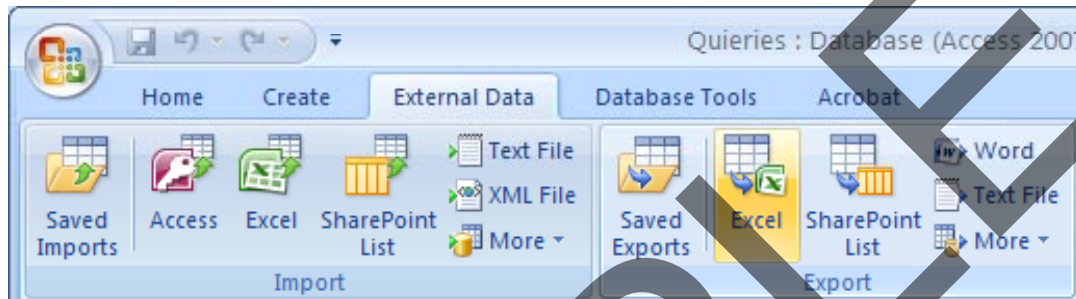 Quieries : Database (Access 2007
Home Create External Data Database Tools Acrobat
Saved Imports
Access
Excel
SharePoint List
Text File
XML File
More
Import
Saved Exports
Excel
SharePoint List
Word
Text File
More
Export